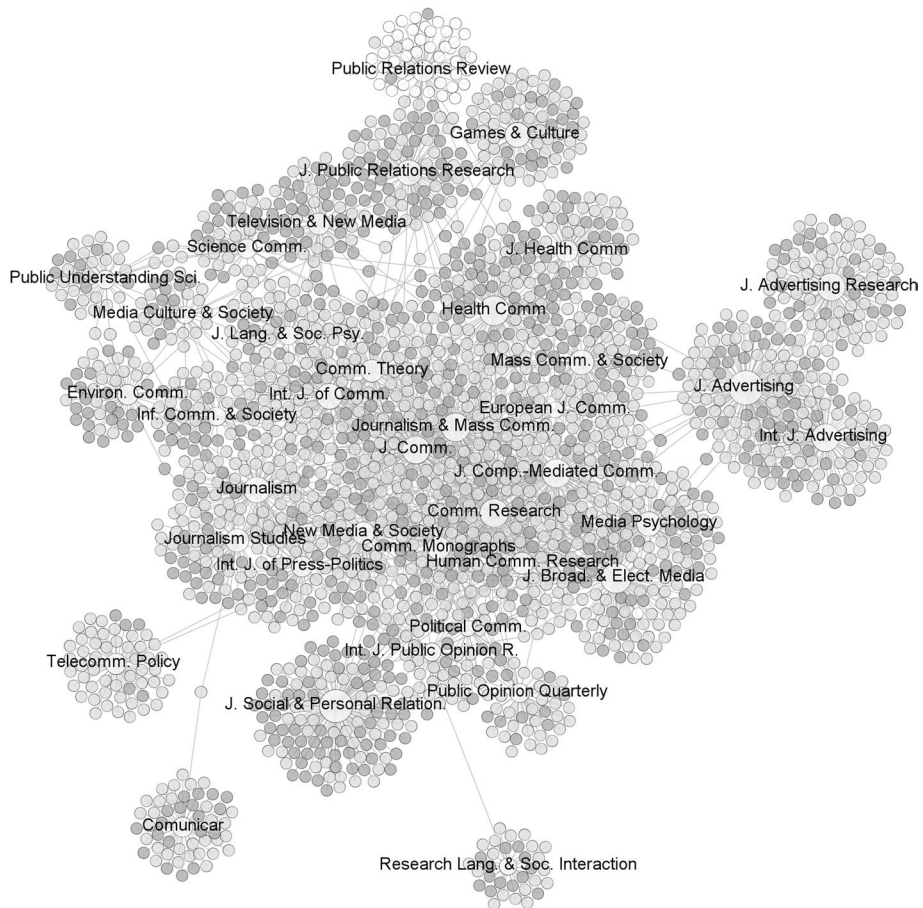 Public Relations Review
Games & Culture
J. Public Relations Research
Television & New Media
Science Comm.
J. Health Comm
Public Understanding Sci.
J. Advertising Research
Media Culture & Society
Health Comm
J. Lang. & Soc. Psy.
Mass Comm. & Society
Comm. Theory
J. Advertising
Environ. Comm.
Int. J. of Comm.
European J. Comm.
Inf. Comm. & Society
Journalism & Mass Comm.
Int. J. Advertising
J. Comm.
J. Comp.-Mediated Comm.
Journalism
Comm. Research
Media Psychology
New Media & Society
Journalism Studies
Comm. Monographs
Int. J. of Press-Politics
Human Comm. Research
J. Broad. & Elect. Media
Political Comm.
Int. J. Public Opinion R.
Telecomm. Policy
Public Opinion Quarterly
J. Social & Personal Relation.
Comunicar
Research Lang. & Soc. Interaction